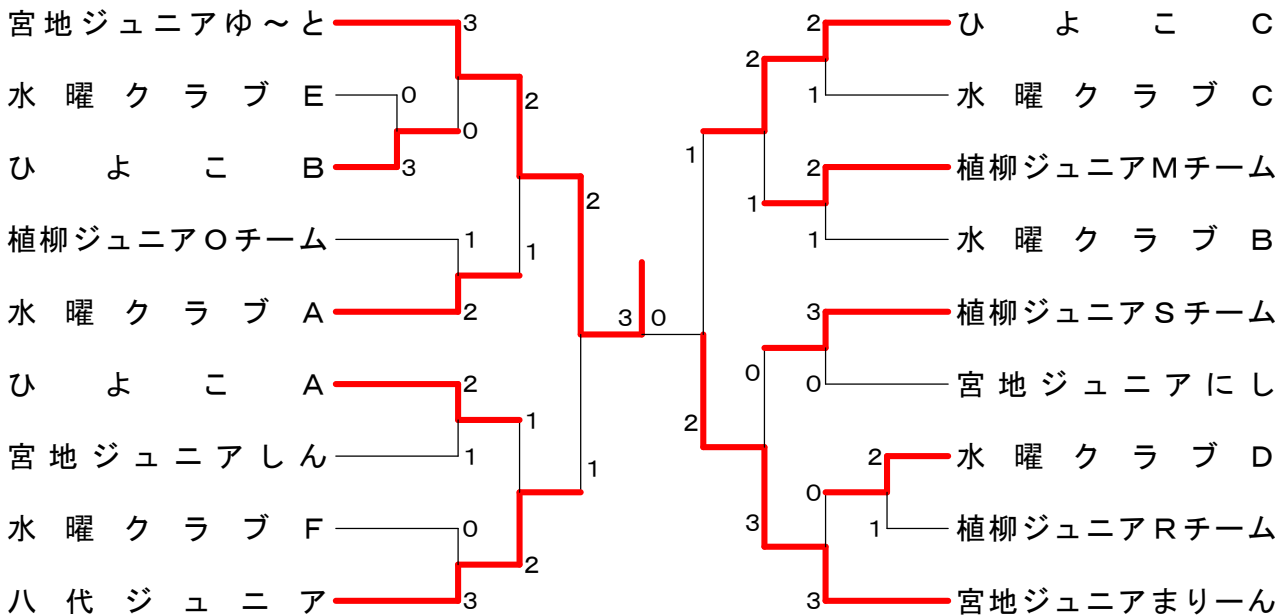 宮地ジュニアゆ～と 3 2 ひよこC
2 2
水曜クラブE 0 2 1 水曜クラブC
0 1
ひよこB 3 2 植柳ジュニアMチーム
2 1
植柳ジュニアOチーム 1 1 1 水曜クラブB
水曜クラブA 2 3 0 3 植柳ジュニアSチーム
0
ひよこA 2 0 宮地ジュニアにし
1 2
宮地ジュニアしん 1 1 2 水曜クラブD
0
水曜クラブF 0 3 1 植柳ジュニアRチーム
2
八代ジュニア 3 3 宮地ジュニアまりーん